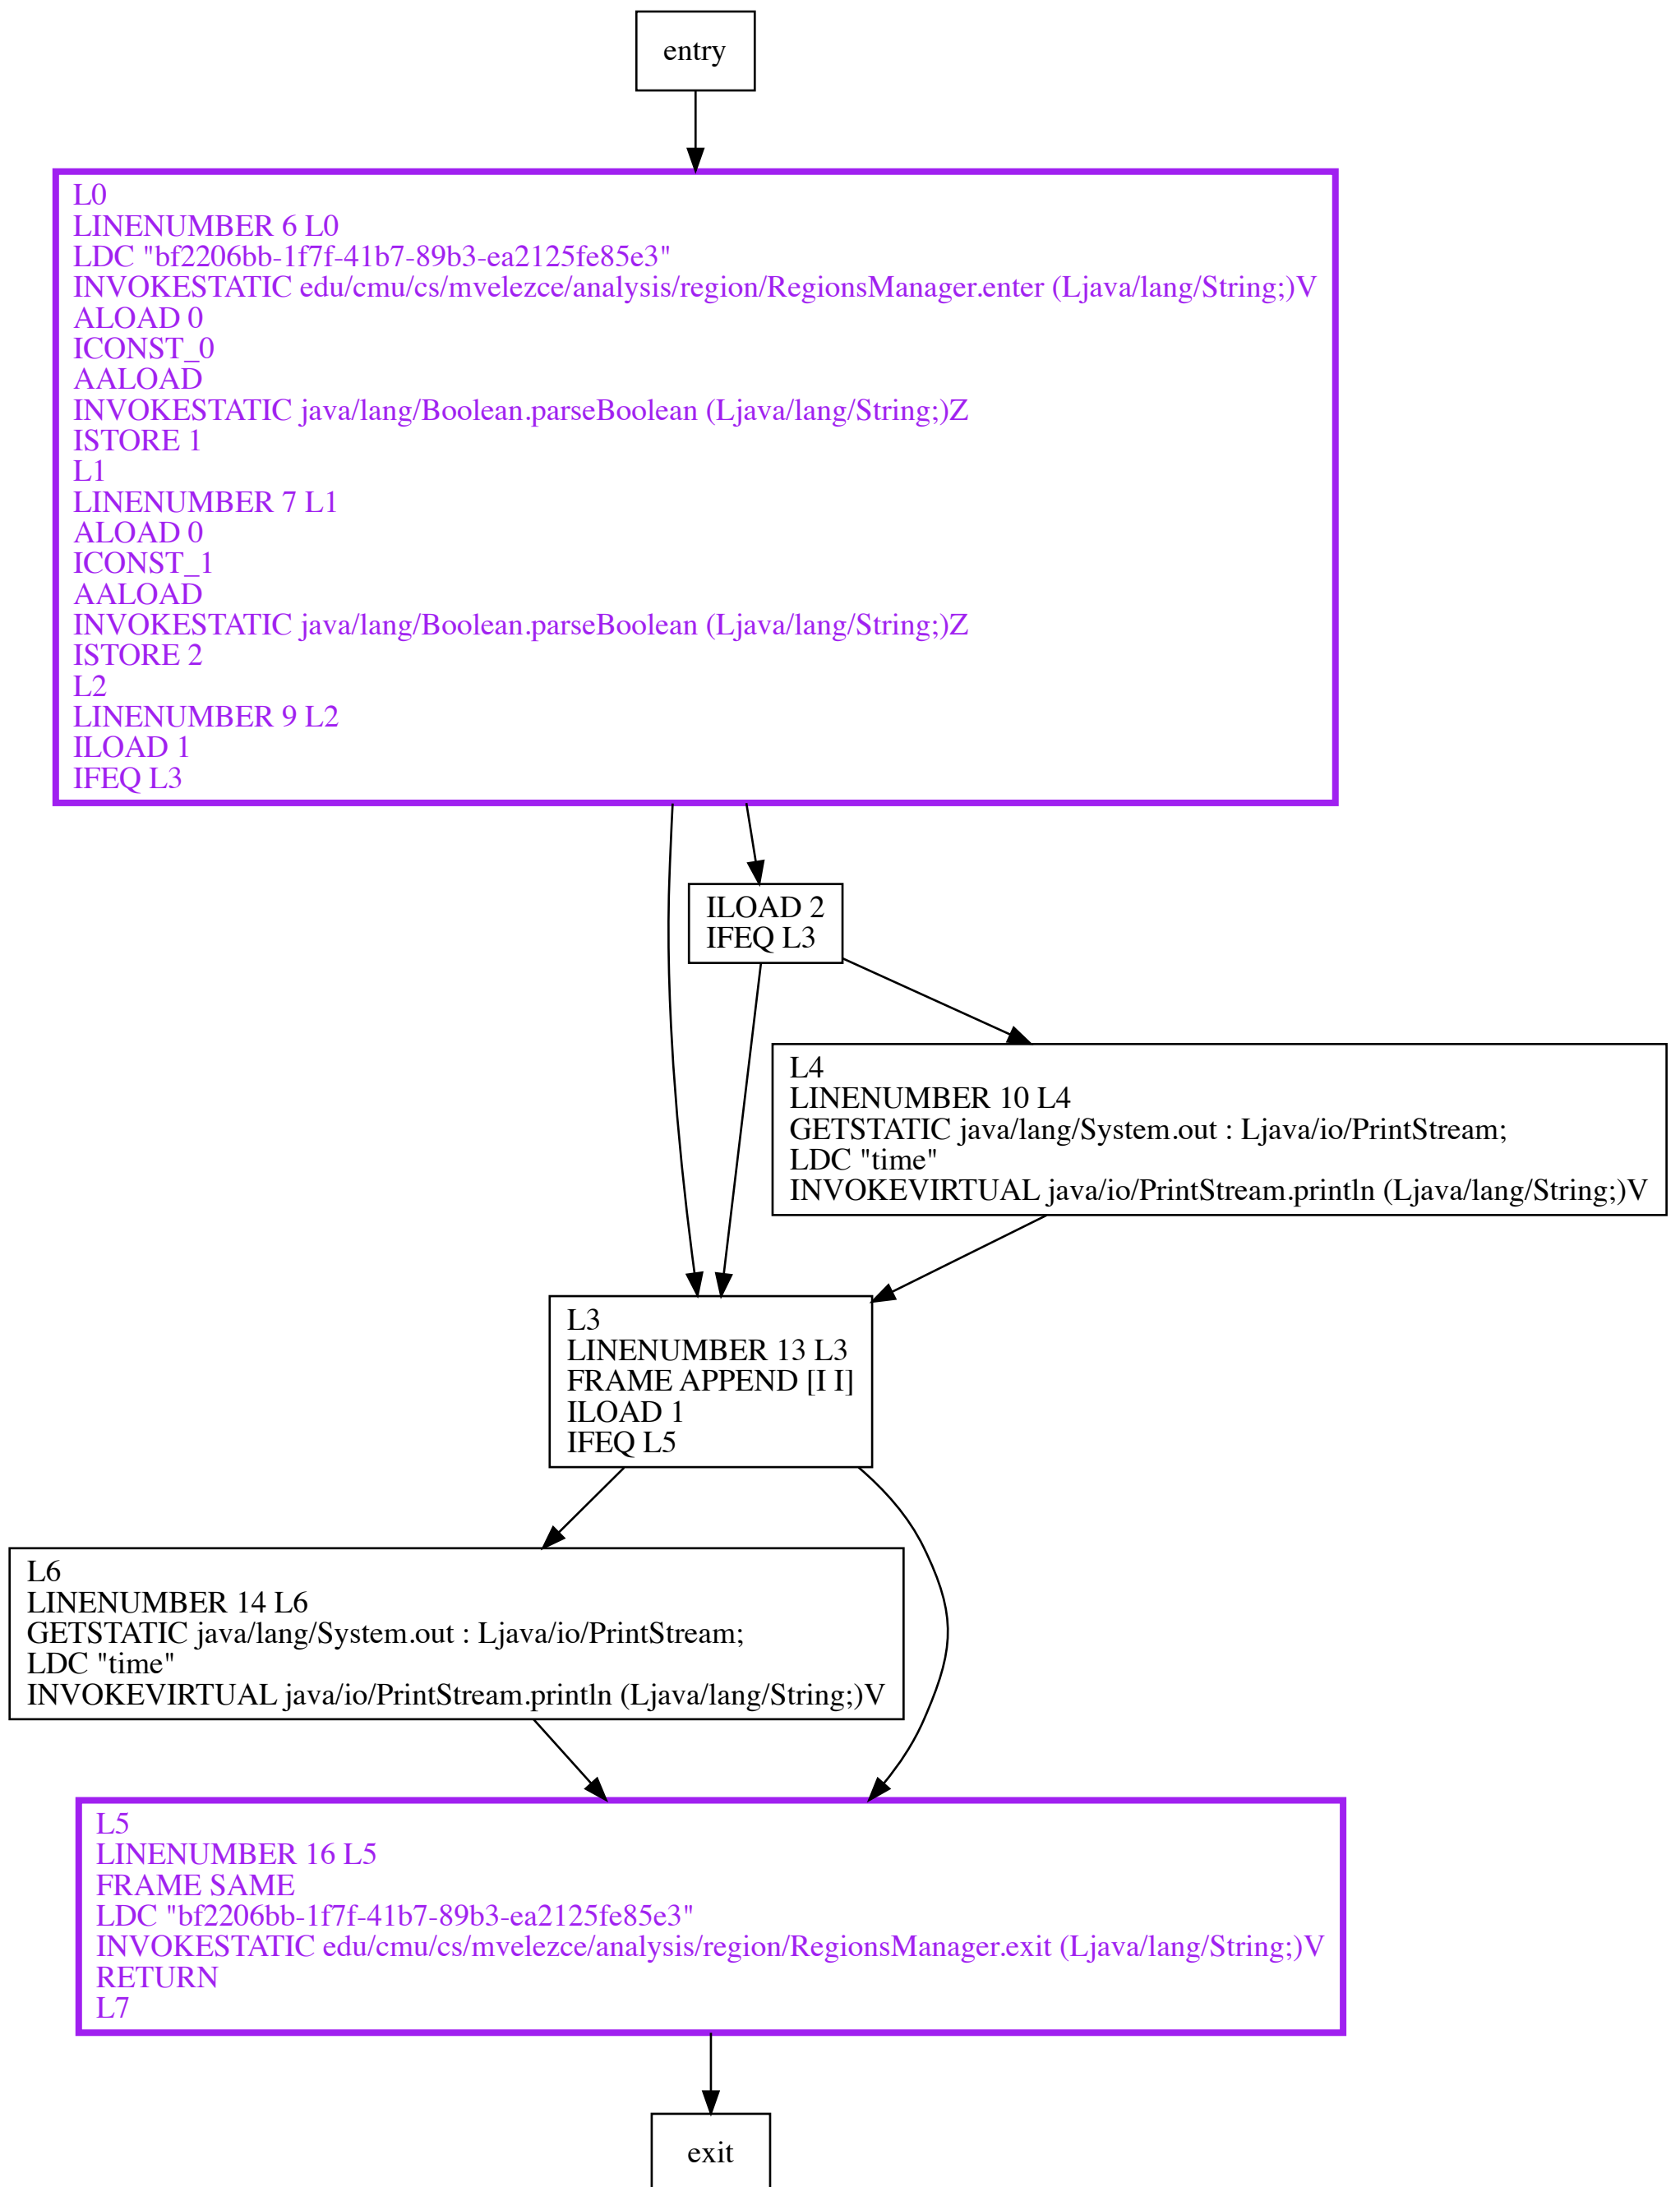 entry
L0
LINENUMBER 6 L0
LDC "bf2206bb-1f7f-41b7-89b3-ea2125fe85e3"
INVOKESTATIC edu/cmu/cs/mvelezce/analysis/region/RegionsManager.enter (Ljava/lang/String;)V
ALOAD 0
ICONST_0
AALOAD
INVOKESTATIC java/lang/Boolean.parseBoolean (Ljava/lang/String;)Z
ISTORE 1
L1
LINENUMBER 7 L1
ALOAD 0
ICONST_1
AALOAD
INVOKESTATIC java/lang/Boolean.parseBoolean (Ljava/lang/String;)Z
ISTORE 2
L2
LINENUMBER 9 L2
ILOAD 1
IFEQ L3
ILOAD 2
IFEQ L3
L4
LINENUMBER 10 L4
GETSTATIC java/lang/System.out : Ljava/io/PrintStream;
LDC "time"
INVOKEVIRTUAL java/io/PrintStream.println (Ljava/lang/String;)V
L3
LINENUMBER 13 L3
FRAME APPEND [I I]
ILOAD 1
IFEQ L5
L6
LINENUMBER 14 L6
GETSTATIC java/lang/System.out : Ljava/io/PrintStream;
LDC "time"
INVOKEVIRTUAL java/io/PrintStream.println (Ljava/lang/String;)V
L5
LINENUMBER 16 L5
FRAME SAME
LDC "bf2206bb-1f7f-41b7-89b3-ea2125fe85e3"
INVOKESTATIC edu/cmu/cs/mvelezce/analysis/region/RegionsManager.exit (Ljava/lang/String;)V
RETURN
L7
exit